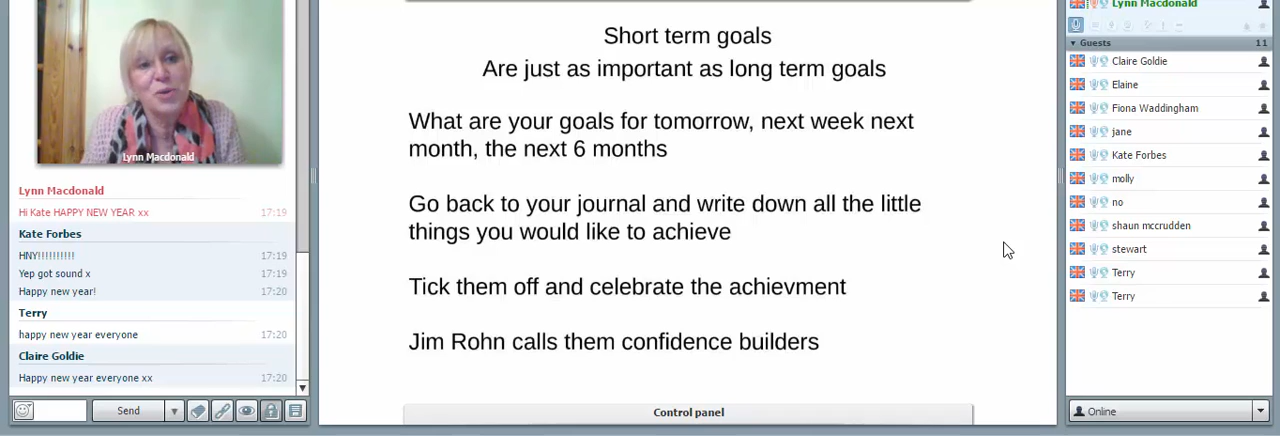 Lynn Macdonald
Lynn Macdonald
Hi Kate HAPPY NEW YEAR xx 17:19
Kate Forbes
HNY!!!!!!!!!! 17:19
Yep got sound x 17:19
Happy new year! 17:20
Terry
happy new year everyone 17:20
Claire Goldie
Happy new year everyone xx 17:20
Send
Short term goals
Are just as important as long term goals
What are your goals for tomorrow, next week next
month, the next 6 months
Go back to your journal and write down all the little
things you would like to achieve
Tick them off and celebrate the achievment
Jim Rohn calls them confidence builders
Control panel
Lynn Macdonald
Guests 11
Claire Goldie
Elaine
Fiona Waddingham
jane
Kate Forbes
molly
no
shaun mccrudden
stewart
Terry
Terry
Online